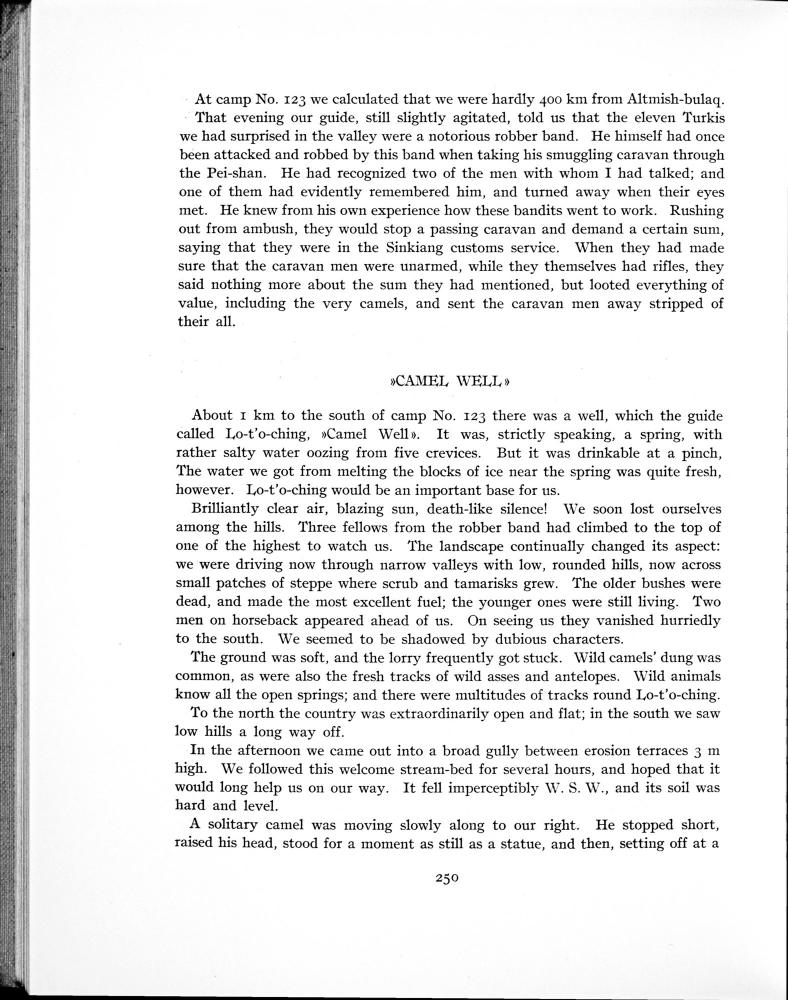 At camp No. 123 we calculated that we were hardly 400 km from Altmish-bulaq.
That evening our guide, still slightly agitated, told us that the eleven Turkis
we had surprised in the valley were a notorious robber band. He himself had once
been attacked and robbed by this band when taking his smuggling caravan through
the Pei-shan. He had recognized two of the men with whom I had talked; and
one of them had evidently remembered him, and turned away when their eyes
met. He knew from his own experience how these bandits went to work. Rushing
out from ambush, they would stop a passing caravan and demand a certain sum,
saying that they were in the Sinkiang customs service. When they had made
sure that the caravan men were unarmed, while they themselves had rifles, they
said nothing more about the sum they had mentioned, but looted everything of
value, including the very camels, and sent the caravan men away stripped of
their all.
»CAMEL WELL»
About 1 km to the south of camp No. 123 there was a well, which the guide
called Lo-t'o-ching, »Camel Well». It was, strictly speaking, a spring, with
rather salty water oozing from five crevices. But it was drinkable at a pinch,
The water we got from melting the blocks of ice near the spring was quite fresh,
however. Lo-t'o-ching would be an important base for us.
Brilliantly clear air, blazing sun, death-like silence! We soon lost ourselves
among the hills. Three fellows from the robber band had climbed to the top of
one of the highest to watch us. The landscape continually changed its aspect:
we were driving now through narrow valleys with low, rounded hills, now across
small patches of steppe where scrub and tamarisks grew. The older bushes were
dead, and made the most excellent fuel; the younger ones were still living. Two
men on horseback appeared ahead of us. On seeing us they vanished hurriedly
to the south. We seemed to be shadowed by dubious characters.
The ground was soft, and the lorry frequently got stuck. Wild camels' dung was
common, as were also the fresh tracks of wild asses and antelopes. Wild animals
know all the open springs; and there were multitudes of tracks round Lo-t'o-ching.
To the north the country was extraordinarily open and flat; in the south we saw
low hills a long way off.
In the afternoon we came out into a broad gully between erosion terraces 3 m
high. We followed this welcome stream-bed for several hours, and hoped that it
would long help us on our way. It fell imperceptibly W. S. W., and its soil was
hard and level.
A solitary camel was moving slowly along to our right. He stopped short,
raised his head, stood for a moment as still as a statue, and then, setting off at a
250